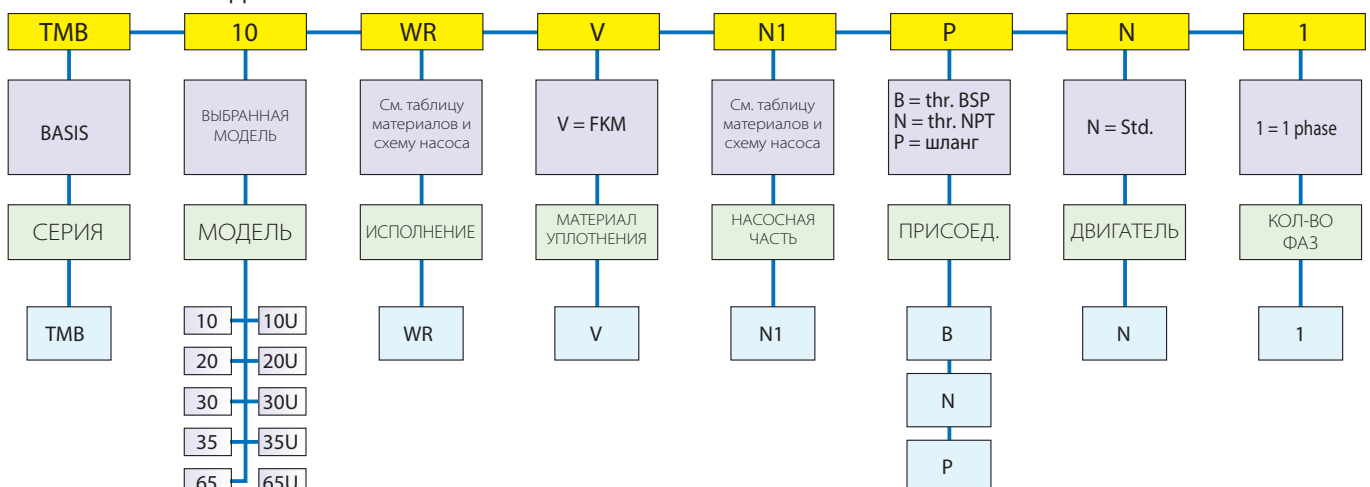 TMB
10
WR
V
N1
P
N
1
BASIS
ВЫБРАННАЯ
МОДЕЛЬ
См. таблицу
материалов и
схему насоса
V = FKM
См. таблицу
материалов и
схему насоса
B = thr. BSP
N = thr. NPT
P = шланг
N = Std.
1 = 1 phase
СЕРИЯ
МОДЕЛЬ
ИСПОЛНЕНИЕ
МАТЕРИАЛ
УПЛОТНЕНИЯ
НАСОСНАЯ
ЧАСТЬ
ПРИСОЕД.
ДВИГАТЕЛЬ
КОЛ-ВО
ФАЗ
TMB
10
10U
20
20U
30
30U
35
35U
65
65U
WR
V
N1
B
N
P
N
1